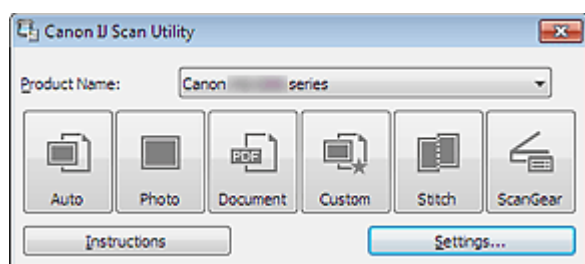 Canon IJ Scan Utility
Product Name: Canon series
PDF
Auto Photo Document Custom Stitch ScanGear
Instructions Settings...